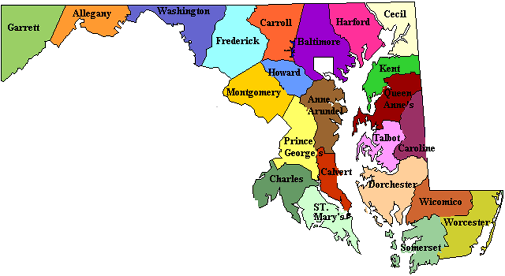 Garrett
Allegany
Washington
Frederick
Carroll
Baltimore
Harford
Cecil
Howard
Montgomery
Kent
Queen
Anne's
Anne
Arundel
Prince
George's
Talbot
Caroline
Charles
Calvert
Dorchester
ST.
Mary's
Wicomico
Worcester
Somerset